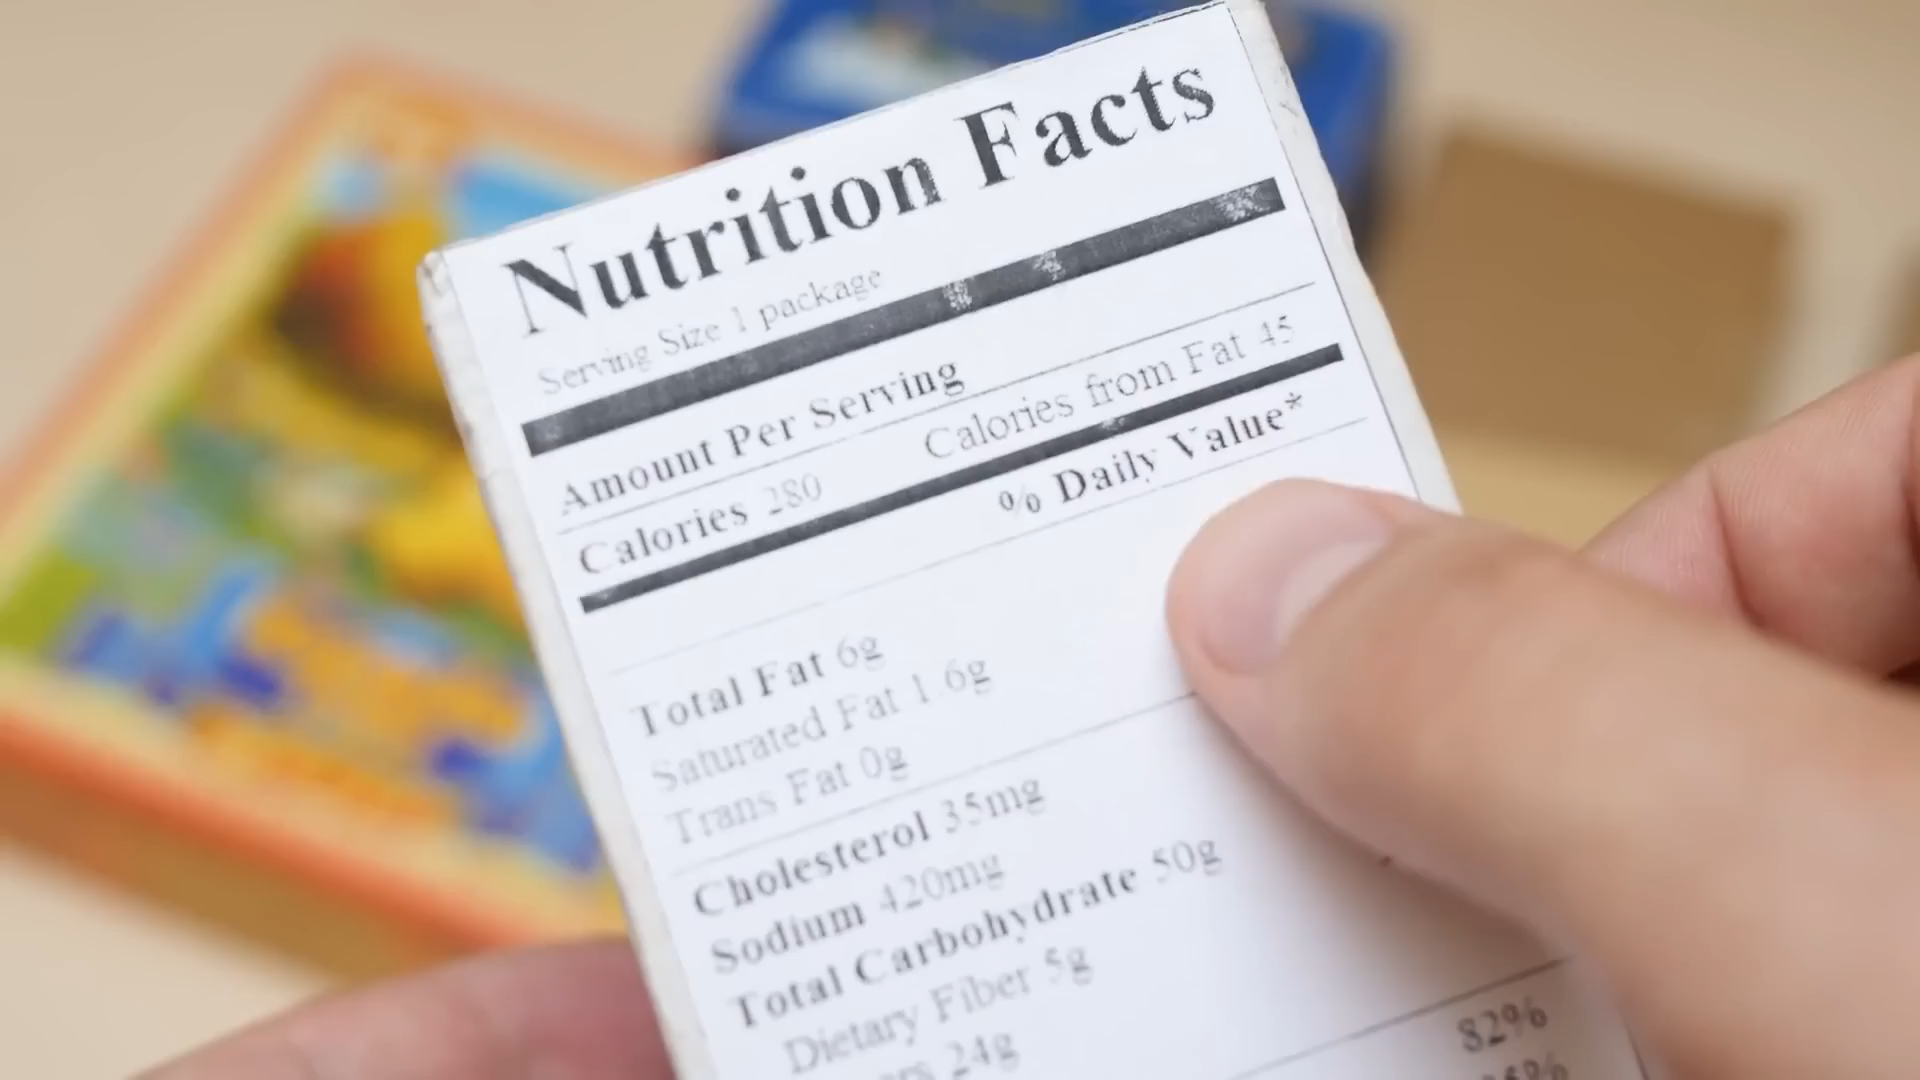 Nutrition Facts
Serving Size 1 package
Amount Per Serving
Calories 280 Calories from Fat 45
% Daily Value*
Total Fat 6g
Saturated Fat 1.6g
Trans Fat 0g
Cholesterol 35mg
Sodium 420mg
Total Carbohydrate 50g
Dietary Fiber 5g
24g
82%